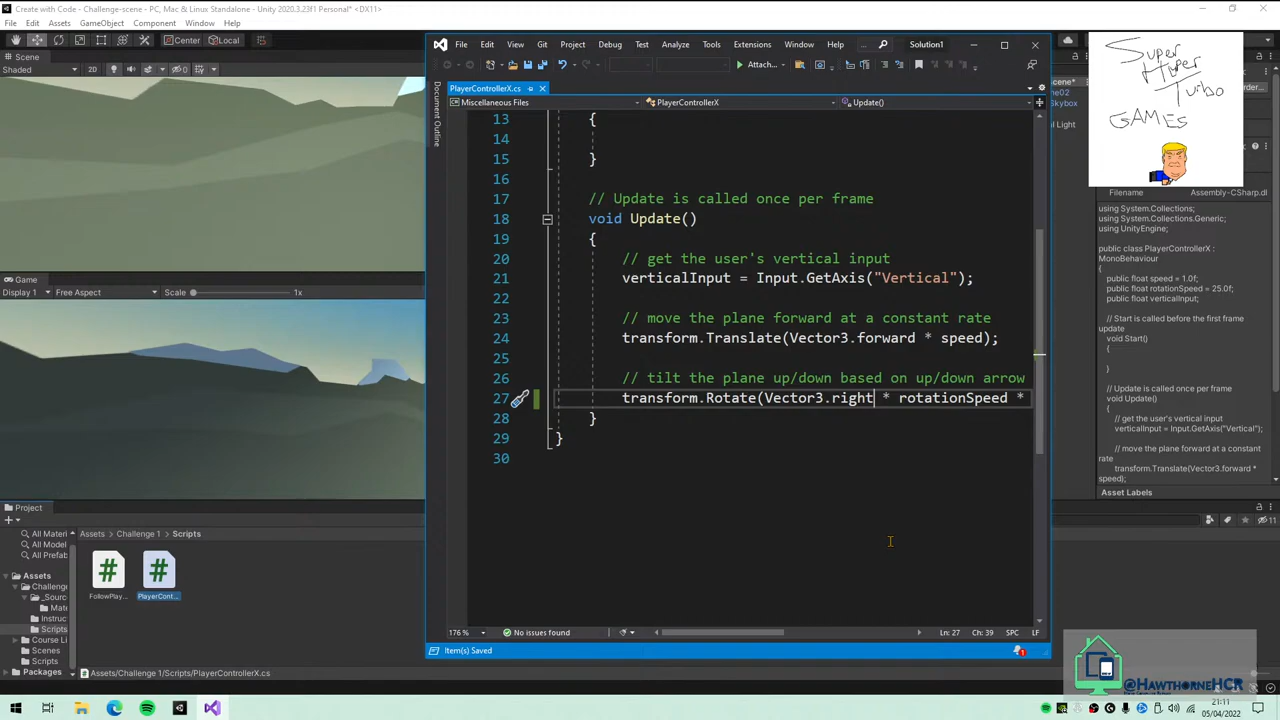 Create with Code - Challenge-scene - PC, Mac & Linux Standalone - Unity 2020.3.23f1 Personal* <DX11>
File Edit Assets GameObject Component Window Help
Center Local
Scene
Shaded 2D 0
Game
Display 1 Free Aspect Scale 1x
Project
All Materi
All Model
All Prefab
Assets
Challenge
_Source
Mate
Instruc
Scripts
Course Li
Scenes
Scripts
Packages
Assets Challenge 1 Scripts
FollowPlay...
PlayerCont...
Assets/Challenge 1/Scripts/PlayerControllerX.cs
File Edit View Git Project Debug Test Analyze Tools Extensions Window Help ... Solution1
Attach...
PlayerControllerX.cs
Miscellaneous Files PlayerControllerX Update()
Document Outline
13 {
14
15 }
16
17 // Update is called once per frame
18 void Update()
19 {
20 // get the user's vertical input
21 verticalInput = Input.GetAxis("Vertical");
22
23 // move the plane forward at a constant rate
24 transform.Translate(Vector3.forward * speed);
25
26 // tilt the plane up/down based on up/down arrow
27 transform.Rotate(Vector3.right * rotationSpeed *
28 }
29 }
30
176 % No issues found Ln: 27 Ch: 39 SPC LF
Item(s) Saved 1
Super
Hyper
Turbo
GAMES
Filename Assembly-CSharp.dl
using System.Collections;
using System.Collections.Generic;
using UnityEngine;
public class PlayerControllerX :
MonoBehaviour
{
public float speed = 1.0f;
public float rotationSpeed = 25.0f;
public float verticalInput;
// Start is called before the first frame
update
void Start()
{
}
// Update is called once per frame
void Update()
{
// get the user's vertical input
verticalInput = Input.GetAxis("Vertical");
// move the plane forward at a constant
rate
transform.Translate(Vector3.forward *
speed);
Asset Labels
11
@HawthorneHCR
21:11
05/04/2022